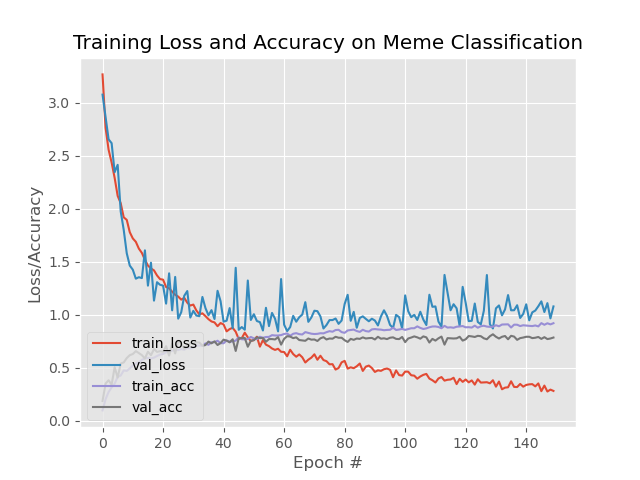 Training Loss and Accuracy on Meme Classification
Loss/Accuracy
3.0
2.5
2.0
1.5
1.0
0.5
0.0
train_loss
val_loss
train_acc
val_acc
0 20 40 60 80 100 120 140
Epoch #